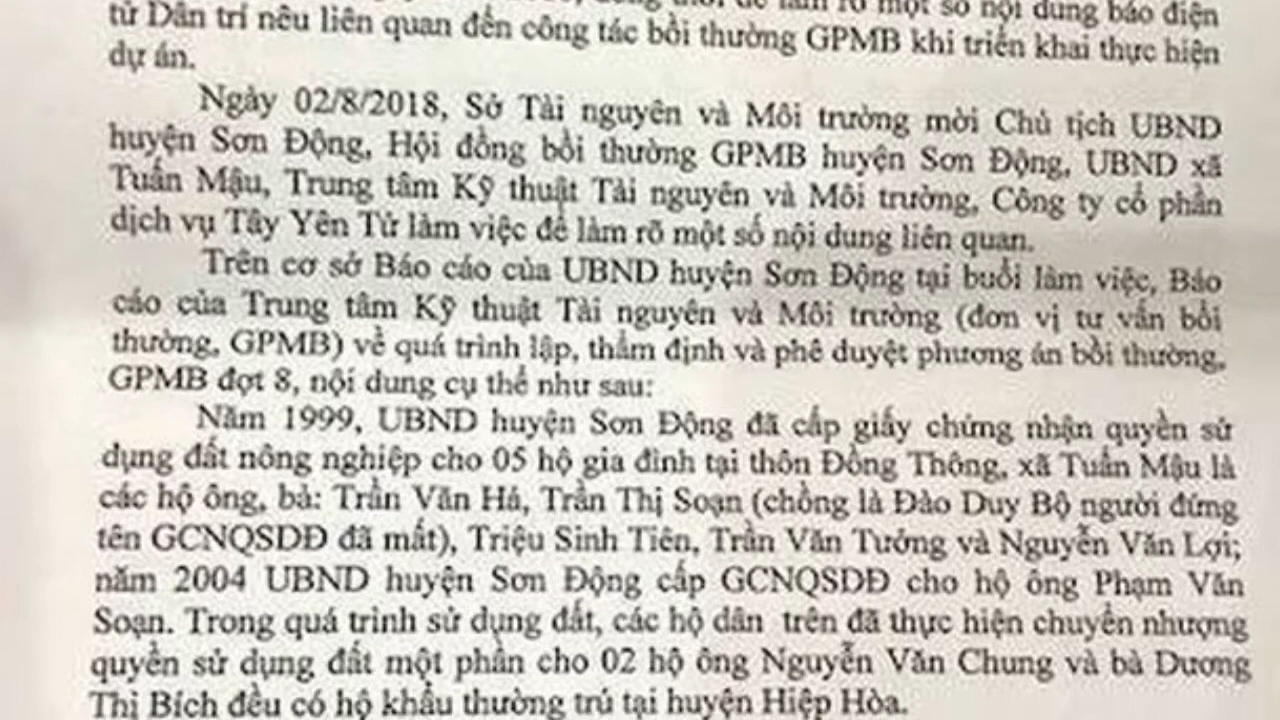 làm rõ một số nội dung báo điện
tử Dân trí nêu liên quan đến công tác bồi thường GPMB khi triển khai thực hiện
dự án.
Ngày 02/8/2018, Sở Tài nguyên và Môi trường mời Chủ tịch UBND
huyện Sơn Động, Hội đồng bồi thường GPMB huyện Sơn Động, UBND xã
Tuấn Mậu, Trung tâm Kỹ thuật Tài nguyên và Môi trường, Công ty cổ phần
dịch vụ Tây Yên Tử làm việc để làm rõ một số nội dung liên quan.
Trên cơ sở Báo cáo của UBND huyện Sơn Động tại buổi làm việc, Báo
cáo của Trung tâm Kỹ thuật Tài nguyên và Môi trường (đơn vị tư vấn bồi
thường, GPMB) về quá trình lập, thẩm định và phê duyệt phương án bồi thường,
GPMB đợt 8, nội dung cụ thể như sau:
Năm 1999, UBND huyện Sơn Động đã cấp giấy chứng nhận quyền sử
dụng đất nông nghiệp cho 05 hộ gia đình tại thôn Đồng Thông, xã Tuấn Mậu là
các hộ ông, bà: Trần Văn Há, Trần Thị Soạn (chồng là Đào Duy Bộ người đứng
tên GCNQSDĐ đã mất), Triệu Sinh Tiên, Trần Văn Tưởng và Nguyễn Văn Lợi;
năm 2004 UBND huyện Sơn Động cấp GCNQSDĐ cho hộ ông Phạm Văn
Soạn. Trong quá trình sử dụng đất, các hộ dân trên đã thực hiện chuyển nhượng
quyền sử dụng đất một phần cho 02 hộ ông Nguyễn Văn Chung và bà Dương
Thị Bích đều có hộ khẩu thường trú tại huyện Hiệp Hòa.